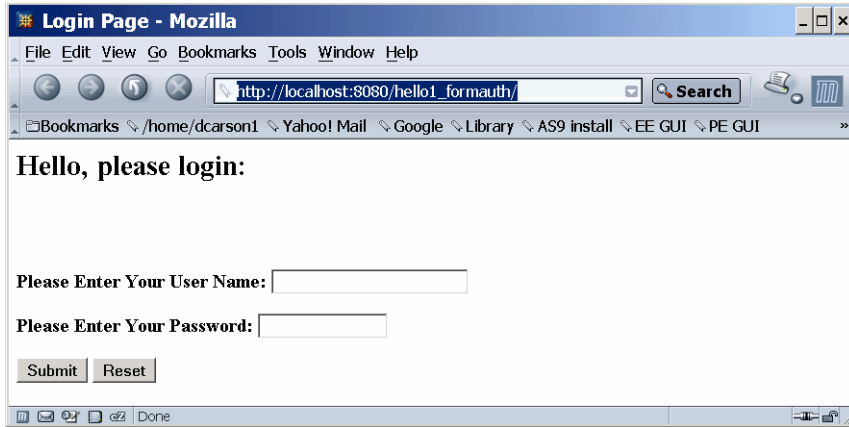 Login Page - Mozilla
File Edit View Go Bookmarks Tools Window Help
http://localhost:8080/hello1_formauth/ Search
Bookmarks /home/dcarson1 Yahoo! Mail Google Library AS9 install EE GUI PE GUI »
Hello, please login:
Please Enter Your User Name:
Please Enter Your Password:
Submit Reset
Done